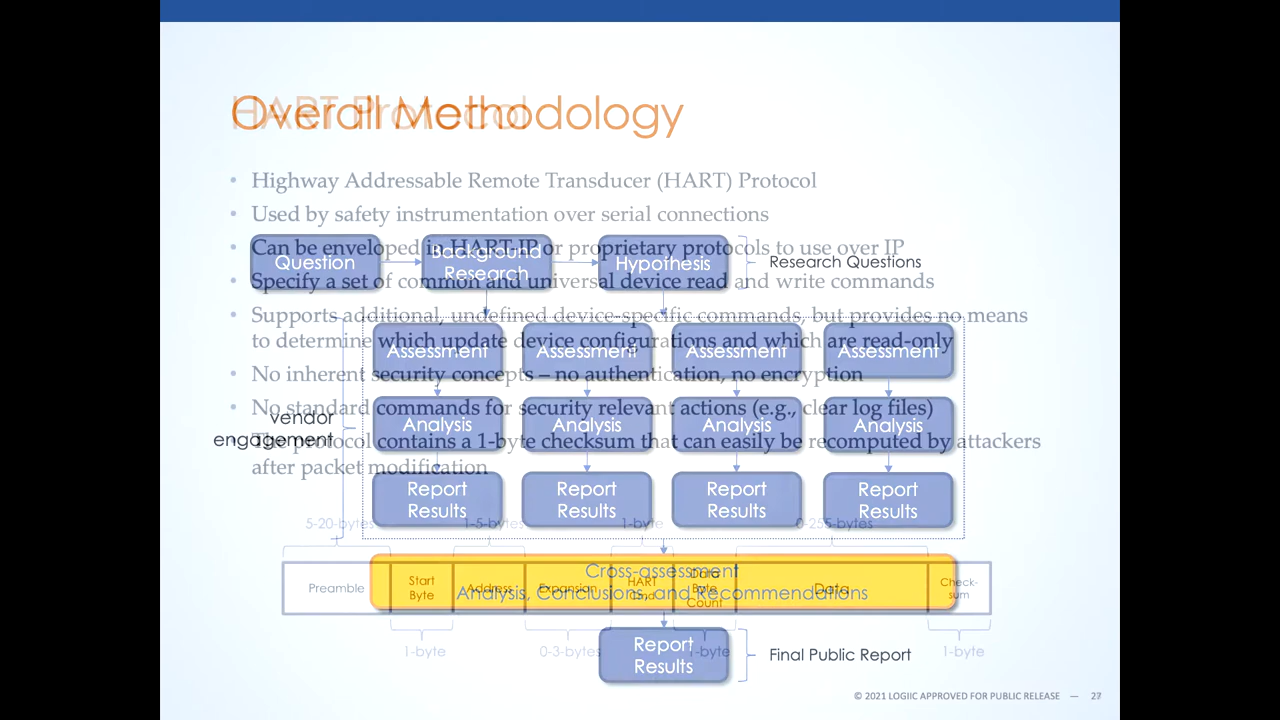 HART Protocol
Overall Methodology
• Highway Addressable Remote Transducer (HART) Protocol
• Used by safety instrumentation over serial connections
• Can be enveloped in HART-IP or proprietary protocols to use over IP
• Specify a set of common and universal device read and write commands
• Supports additional, undefined device-specific commands, but provides no means
to determine which update device configurations and which are read-only
• No inherent security concepts – no authentication, no encryption
• No standard commands for security relevant actions (e.g., clear log files)
• The protocol contains a 1-byte checksum that can easily be recomputed by attackers
after packet modification
5-20-bytes
1-5-bytes
1-byte
0-255-bytes
Preamble
Start
Byte
Address
Expansion
HART
Cmd
Data
Byte
Count
Data
Check-
sum
1-byte
0-3-bytes
1-byte
1-byte
Question
Background
Research
Hypothesis
Research Questions
vendor
engagement
Assessment
Assessment
Assessment
Assessment
Analysis
Analysis
Analysis
Analysis
Report
Results
Report
Results
Report
Results
Report
Results
Cross-assessment
Analysis, Conclusions, and Recommendations
Report
Results
Final Public Report
© 2021 LOGIIC APPROVED FOR PUBLIC RELEASE —